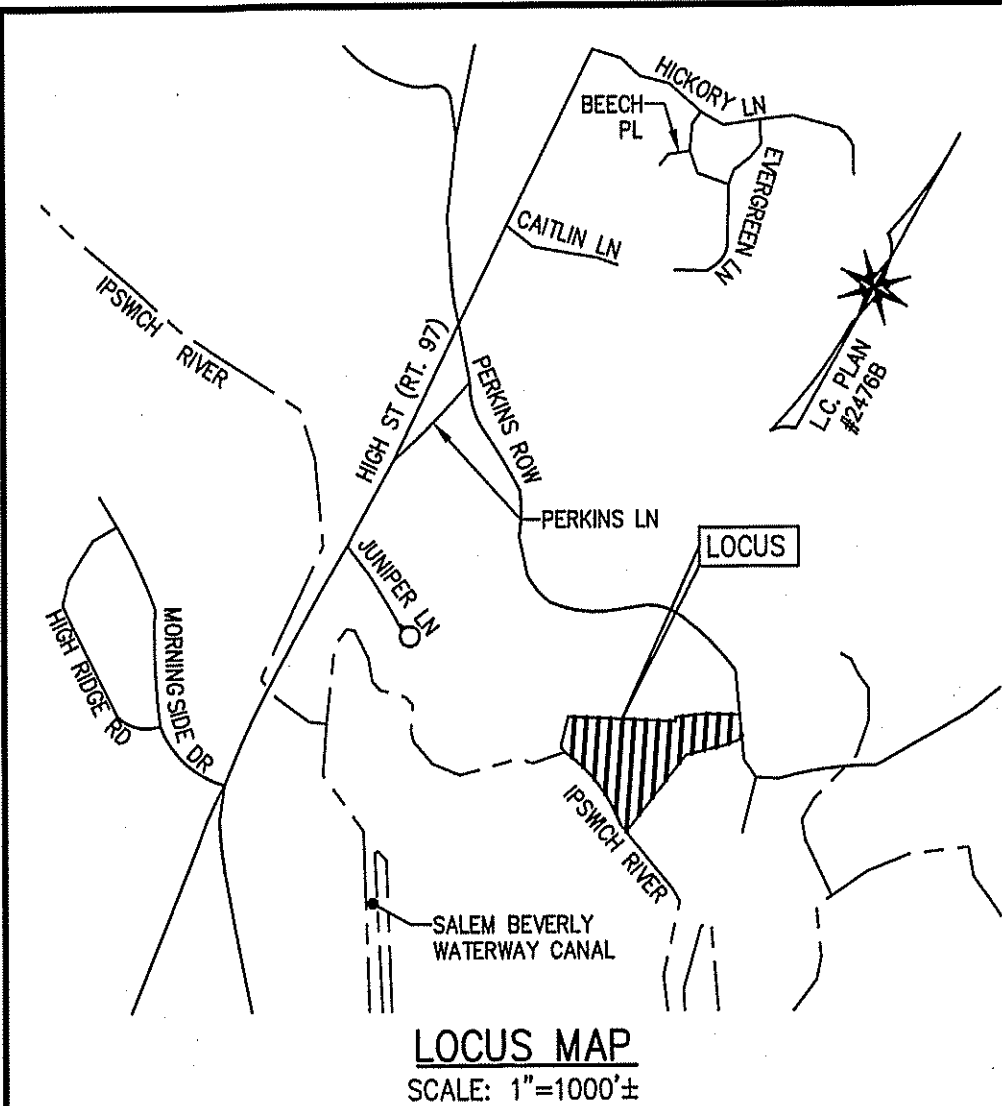 HICKORY LN
BEECH
PL
EVERGREEN LN
CAITLIN LN
IPSWICH
RIVER
HIGH ST (RT. 97)
PERKINS ROW
L.C. PLAN
#2476B
PERKINS LN
LOCUS
JUNIPER LN
HIGH RIDGE RD
MORNINGSIDE DR
IPSWICH RIVER
SALEM BEVERLY
WATERWAY CANAL
LOCUS MAP
SCALE: 1"=1000'±